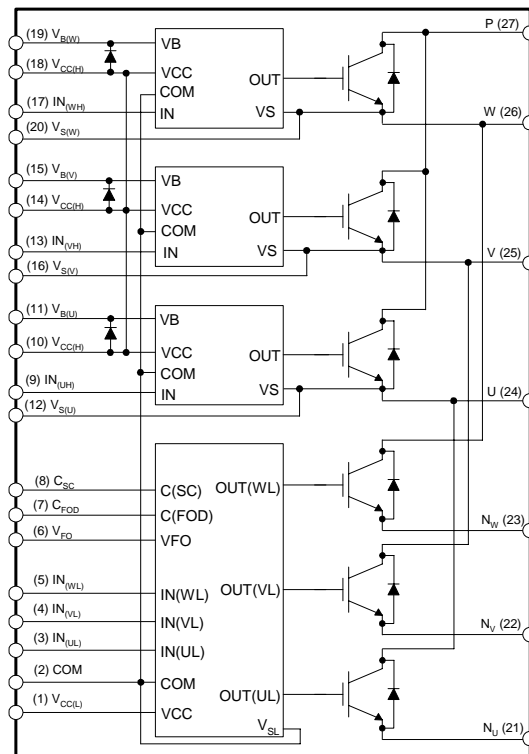 (19) VB(W)
(18) VCC(H)
(17) IN(WH)
(20) VS(W)
VB
VCC
COM
IN
OUT
VS
P (27)
W (26)
(15) VB(V)
(14) VCC(H)
(13) IN(VH)
(16) VS(V)
VB
VCC
COM
IN
OUT
VS
V (25)
(11) VB(U)
(10) VCC(H)
(9) IN(UH)
(12) VS(U)
VB
VCC
COM
IN
OUT
VS
U (24)
(8) CSC
(7) CFOD
(6) VFO
(5) IN(WL)
(4) IN(VL)
(3) IN(UL)
(2) COM
(1) VCC(L)
C(SC)
C(FOD)
VFO
IN(WL)
IN(VL)
IN(UL)
COM
VCC
OUT(WL)
OUT(VL)
OUT(UL)
VSL
NW (23)
NV (22)
NU (21)